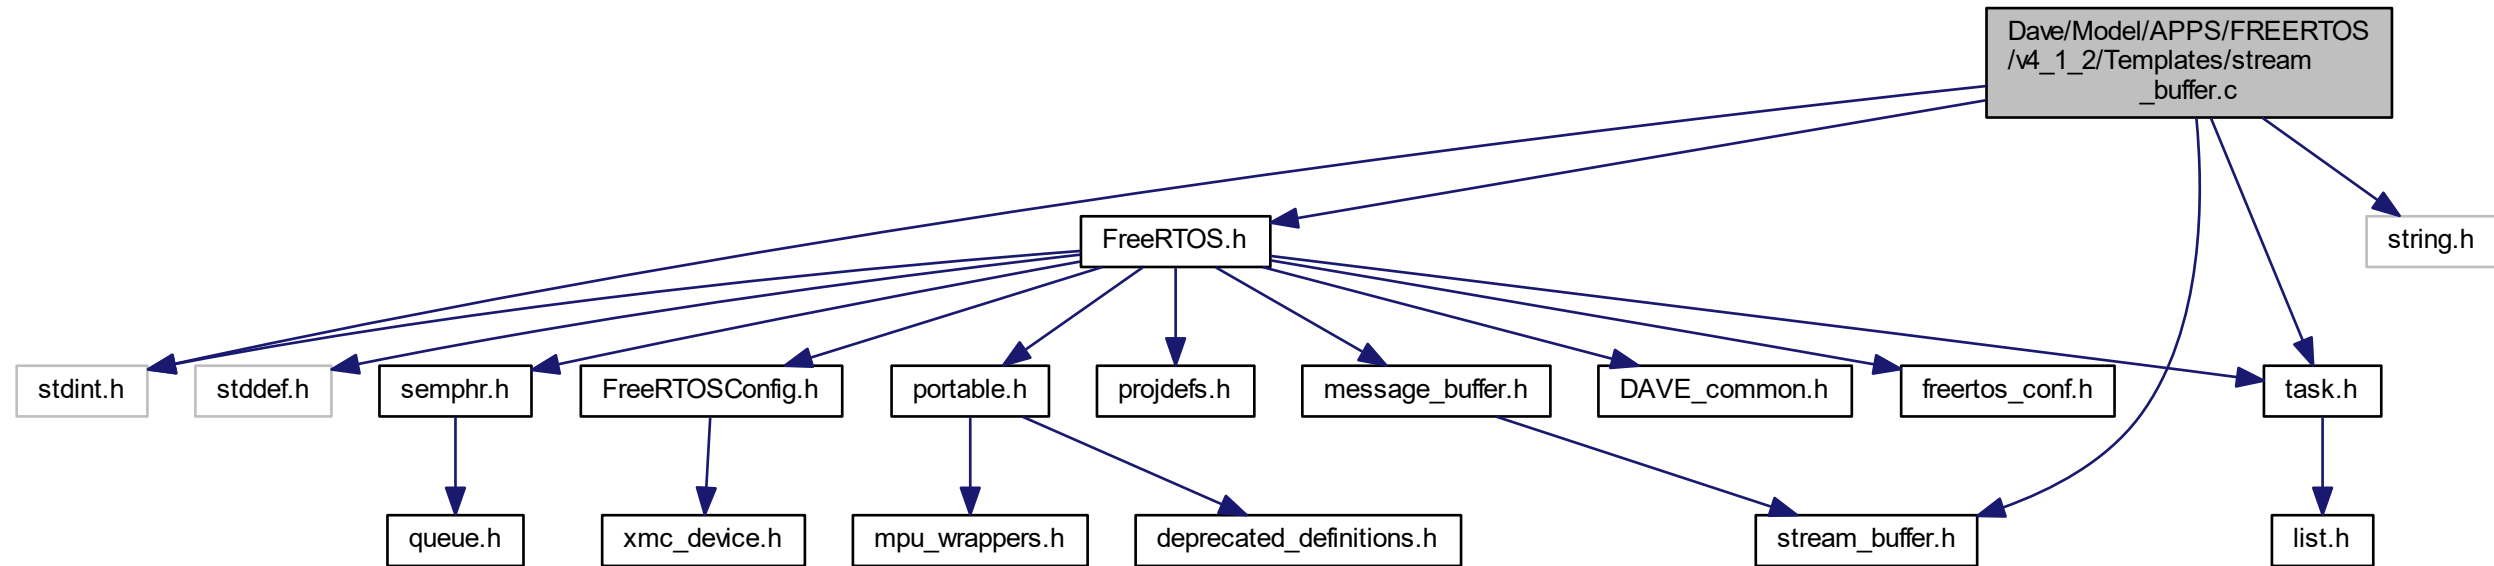 Dave/Model/APPS/FREERTOS
/v4_1_2/Templates/stream
_buffer.c
FreeRTOS.h
string.h
stdint.h
stddef.h
semphr.h
FreeRTOSConfig.h
portable.h
projdefs.h
message_buffer.h
DAVE_common.h
freertos_conf.h
task.h
queue.h
xmc_device.h
mpu_wrappers.h
deprecated_definitions.h
stream_buffer.h
list.h